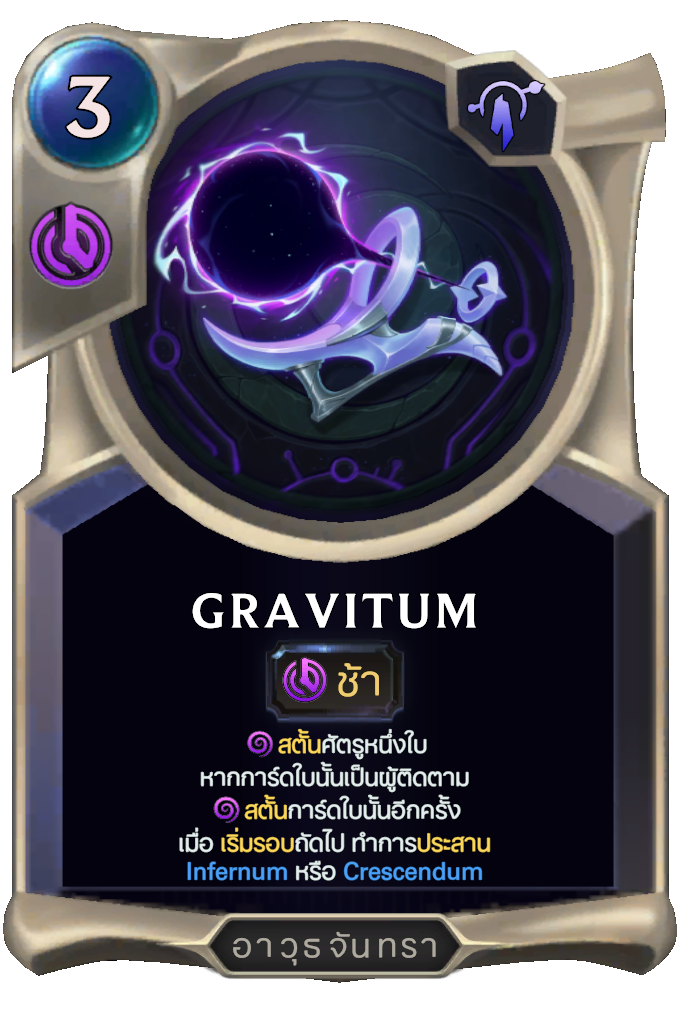 3
GRAVITUM
ช้า
สตั้นศัตรูหนึ่งใบ
หากการ์ดใบนั้นเป็นผู้ติดตาม
สตั้นการ์ดใบนั้นอีกครั้ง
เมื่อ เริ่มรอบถัดไป ทำการประสาน
Infernum หรือ Crescendum
อาวุธจันทรา